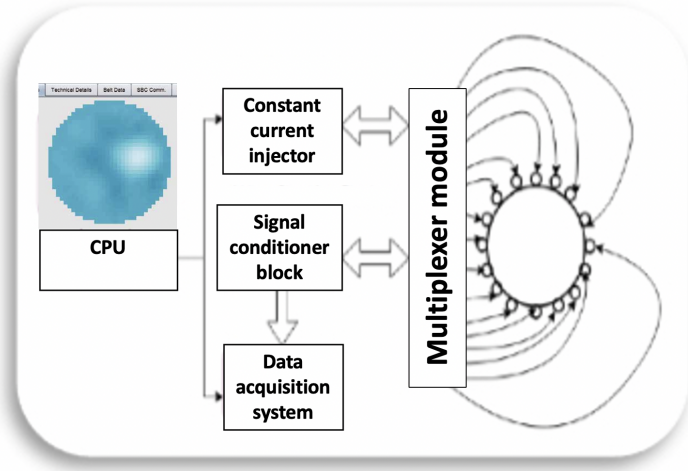 Technical Details Belt Data SBC Comm.
CPU
Constant
current
injector
Signal
conditioner
block
Data
acquisition
system
Multiplexer module